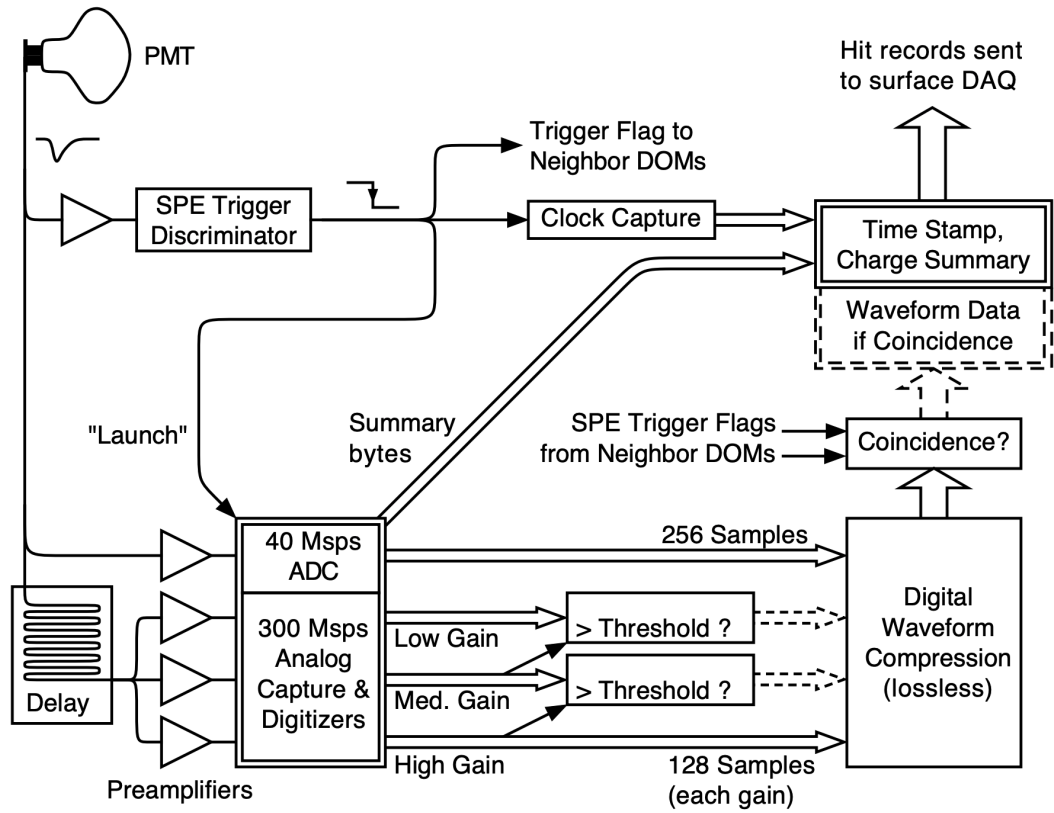 PMT
Hit records sent
to surface DAQ
Trigger Flag to
Neighbor DOMs
SPE Trigger
Discriminator
Clock Capture
Time Stamp,
Charge Summary
Waveform Data
if Coincidence
"Launch"
Summary
bytes
SPE Trigger Flags
from Neighbor DOMs
Coincidence?
40 Msps
ADC
256 Samples
300 Msps
Analog
Capture &
Digitizers
Low Gain
> Threshold ?
Med. Gain
> Threshold ?
High Gain
128 Samples
(each gain)
Digital
Waveform
Compression
(lossless)
Delay
Preamplifiers